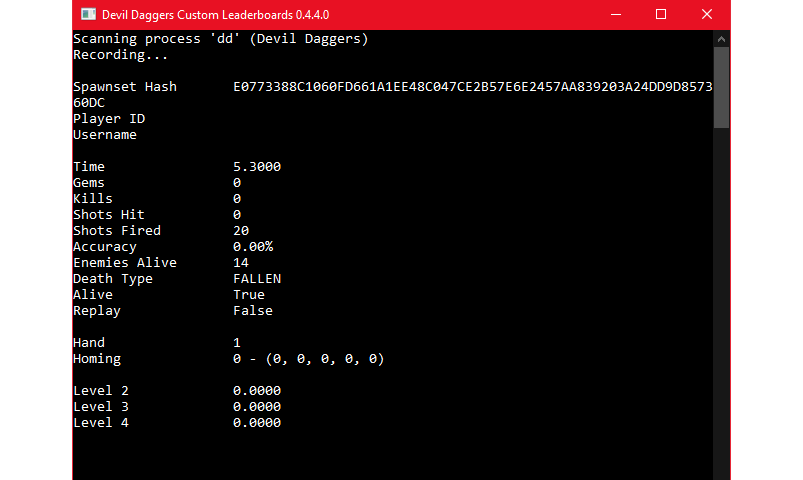 Devil Daggers Custom Leaderboards 0.4.4.0
Scanning process 'dd' (Devil Daggers)
Recording...
Spawnset Hash E0773388C1060FD661A1EE48C047CE2B57E6E2457AA839203A24DD9D8573
60DC
Player ID
Username
Time 5.3000
Gems 0
Kills 0
Shots Hit 0
Shots Fired 20
Accuracy 0.00%
Enemies Alive 14
Death Type FALLEN
Alive True
Replay False
Hand 1
Homing 0 - (0, 0, 0, 0, 0)
Level 2 0.0000
Level 3 0.0000
Level 4 0.0000